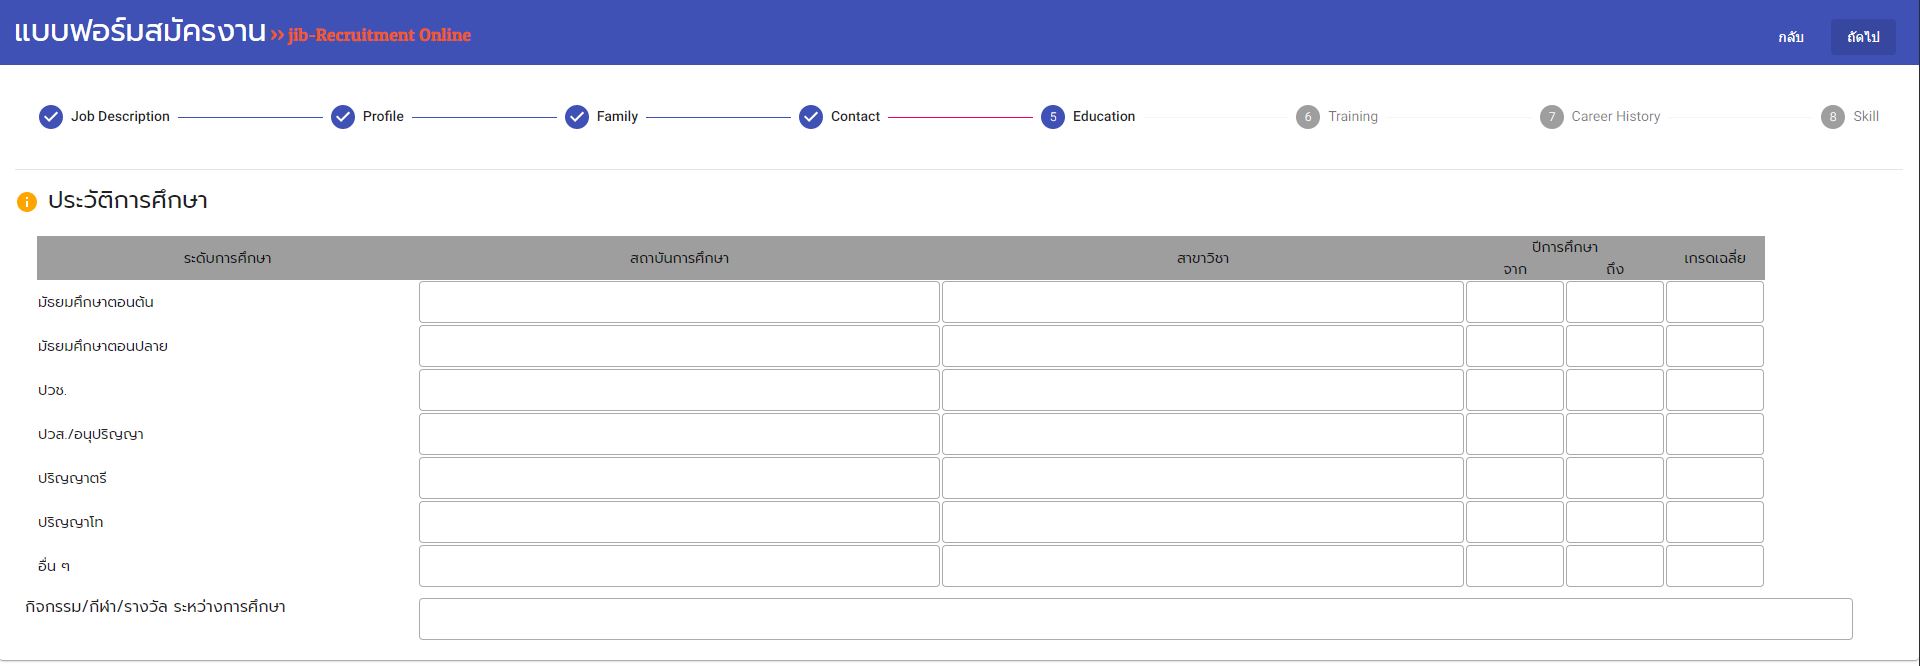 แบบฟอร์มสมัครงาน >> jib-Recruitment Online
กลับ
ถัดไป
Job Description
Profile
Family
Contact
5 Education
6 Training
7 Career History
8 Skill
ประวัติการศึกษา
ระดับการศึกษา
สถาบันการศึกษา
สาขาวิชา
ปีการศึกษา
จาก
ถึง
เกรดเฉลี่ย
มัธยมศึกษาตอนต้น
มัธยมศึกษาตอนปลาย
ปวช.
ปวส./อนุปริญญา
ปริญญาตรี
ปริญญาโท
อื่น ๆ
กิจกรรม/กีฬา/รางวัล ระหว่างการศึกษา